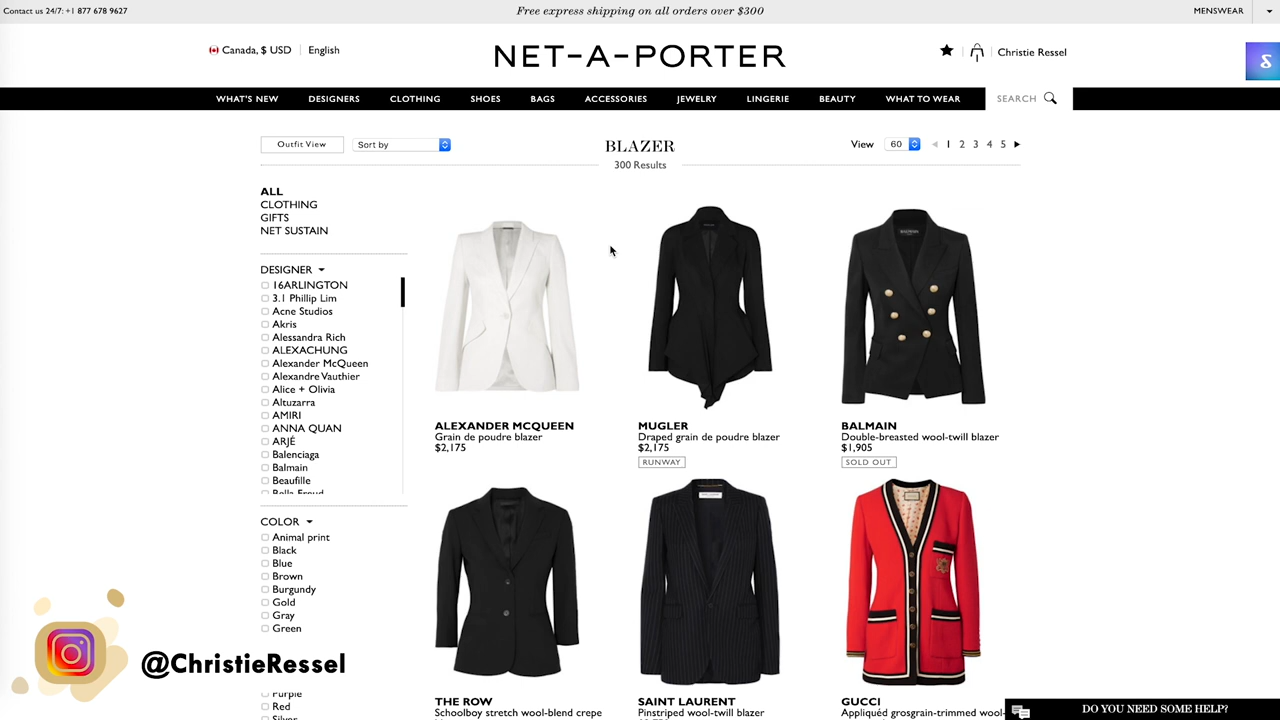 Contact us 24/7: +1 877 678 9627
Free express shipping on all orders over $300
MENSWEAR
Canada, $ USD
English
NET-A-PORTER
Christie Ressel
WHAT'S NEW
DESIGNERS
CLOTHING
SHOES
BAGS
ACCESSORIES
JEWELRY
LINGERIE
BEAUTY
WHAT TO WEAR
SEARCH
Outfit View
Sort by
BLAZER
300 Results
View
60
1 2 3 4 5
ALL
CLOTHING
GIFTS
NET SUSTAIN
DESIGNER
16ARLINGTON
3.1 Phillip Lim
Acne Studios
Akris
Alessandra Rich
ALEXACHUNG
Alexander McQueen
Alexandre Vauthier
Alice + Olivia
Altuzarra
AMIRI
ANNA QUAN
ARJÉ
Balenciaga
Balmain
Beaufille
Bella Freud
COLOR
Animal print
Black
Blue
Brown
Burgundy
Gold
Gray
Green
Purple
Red
Silver
ALEXANDER MCQUEEN
Grain de poudre blazer
$2,175
MUGLER
Draped grain de poudre blazer
$2,175
RUNWAY
BALMAIN
Double-breasted wool-twill blazer
$1,905
SOLD OUT
THE ROW
Schoolboy stretch wool-blend crepe
SAINT LAURENT
Pinstriped wool-twill blazer
GUCCI
Appliquéd grosgrain-trimmed wool-
@ChristieRessel
DO YOU NEED SOME HELP?